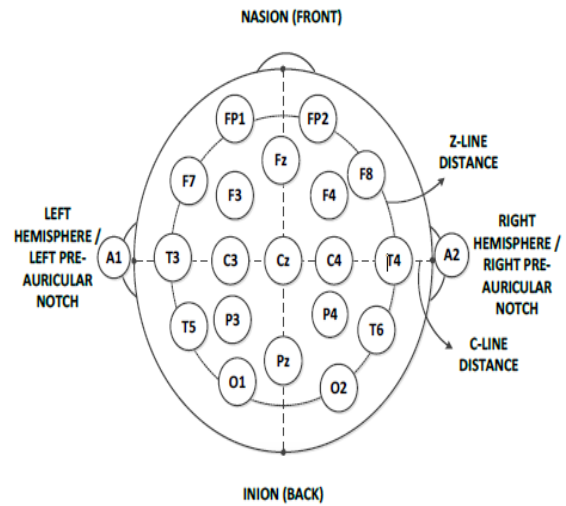 NASION (FRONT)
FP1
FP2
Z-LINE
DISTANCE
Fz
F7
F8
F3
F4
LEFT
HEMISPHERE /
LEFT PRE-
AURICULAR
NOTCH
RIGHT
HEMISPHERE /
RIGHT PRE-
AURICULAR
NOTCH
A1
T3
C3
Cz
C4
T4
A2
T5
P3
P4
T6
C-LINE
DISTANCE
Pz
O1
O2
INION (BACK)